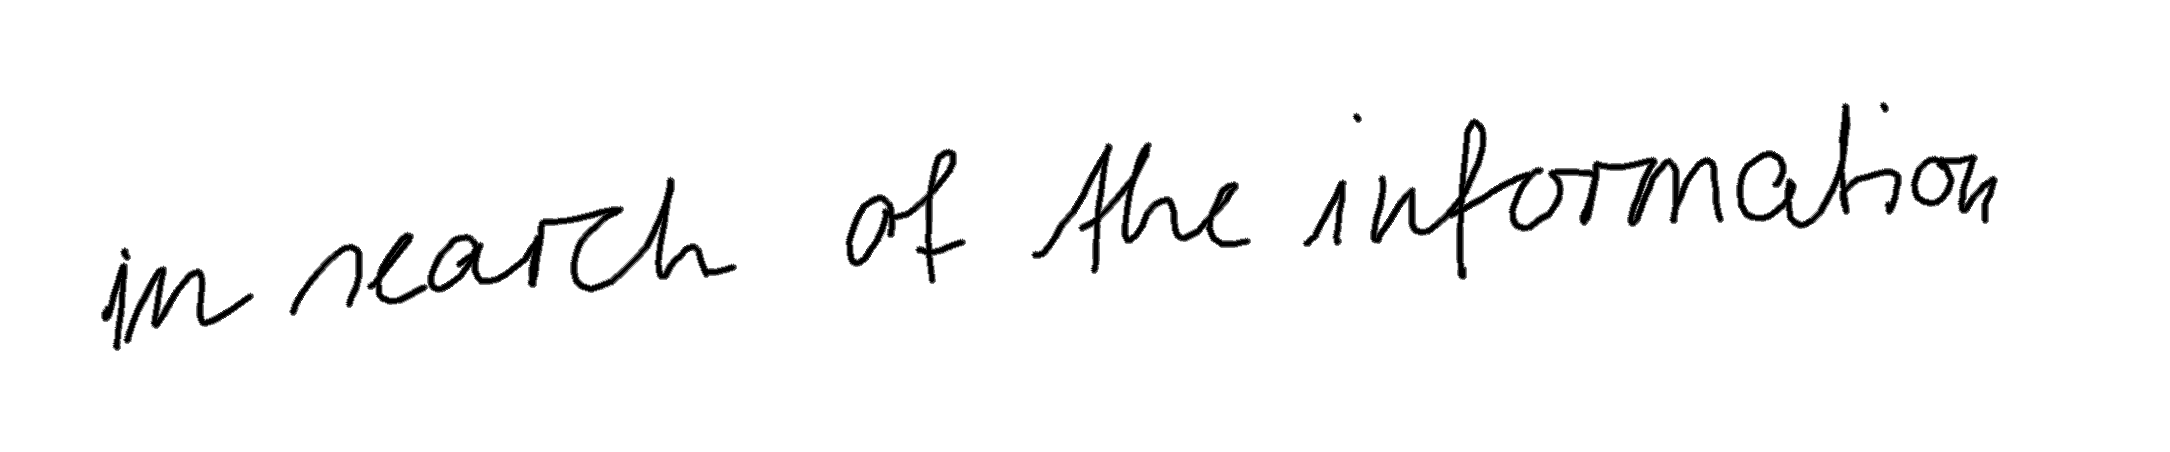 in search of the information